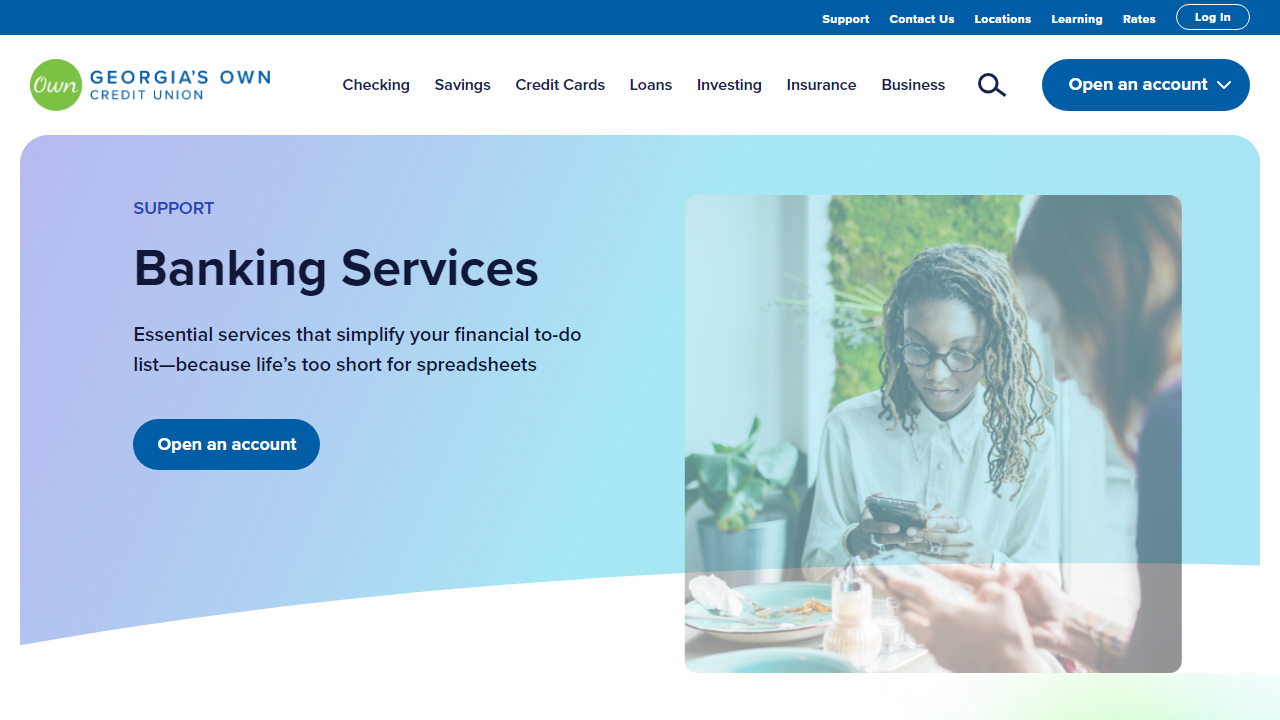 Support Contact Us Locations Learning Rates Log In
Own GEORGIA'S OWN
CREDIT UNION
Checking Savings Credit Cards Loans Investing Insurance Business Open an account
SUPPORT
Banking Services
Essential services that simplify your financial to-do
list—because life’s too short for spreadsheets
Open an account